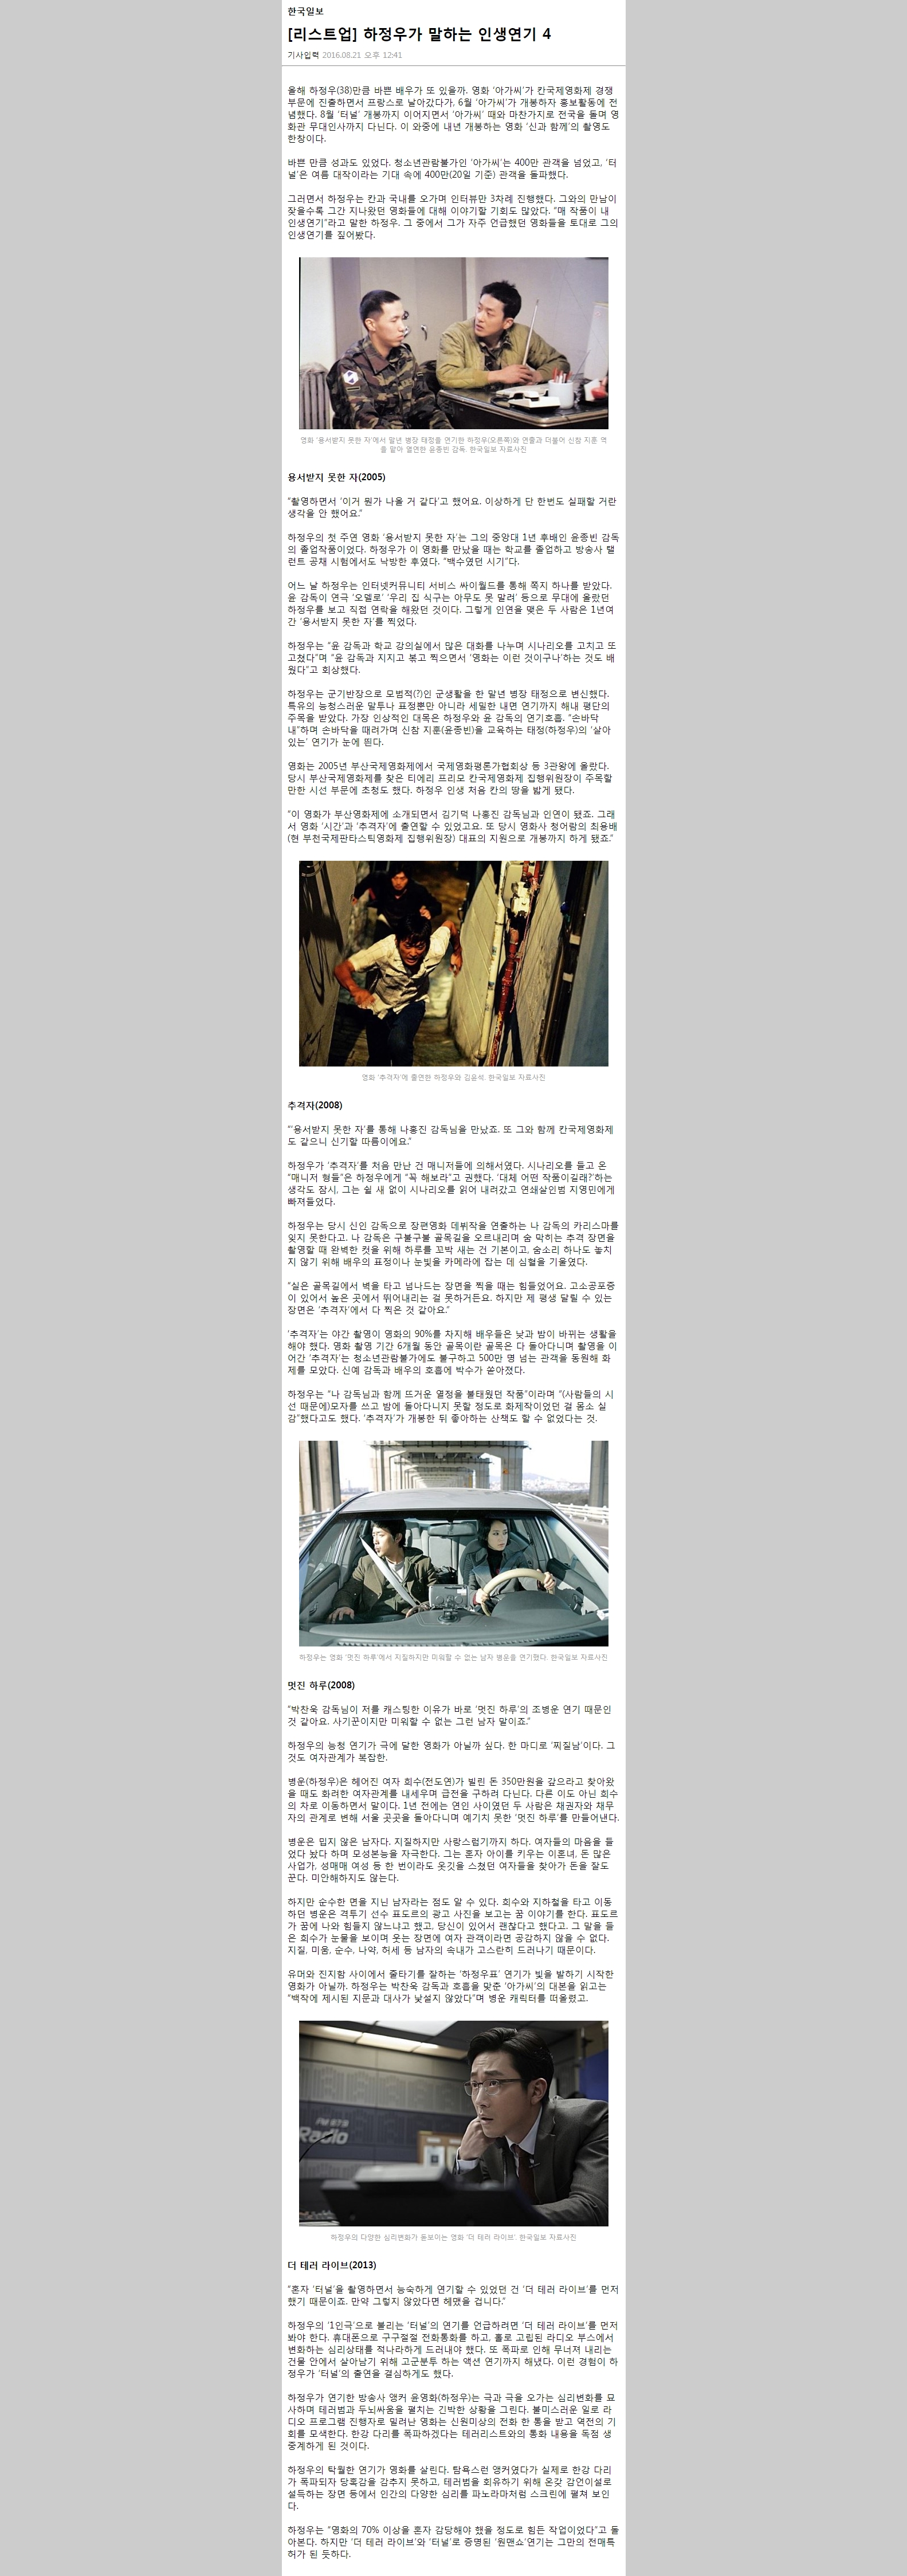 한국일보
[리스트업] 하정우가 말하는 인생연기 4
기사입력 2016.08.21 오후 12:41
올해 하정우(38)만큼 바쁜 배우가 또 있을까. 영화 ‘아가씨’가 칸국제영화제 경쟁
부문에 진출하면서 프랑스로 날아갔다가, 6월 ‘아가씨’가 개봉하자 홍보활동에 전
념했다. 8월 ‘터널’ 개봉까지 이어지면서 ‘아가씨’ 때와 마찬가지로 전국을 돌며 영
화관 무대인사까지 다닌다. 이 와중에 내년 개봉하는 영화 ‘신과 함께’의 촬영도
한창이다.
바쁜 만큼 성과도 있었다. 청소년관람불가인 ‘아가씨’는 400만 관객을 넘었고, ‘터
널’은 여름 대작이라는 기대 속에 400만(20일 기준) 관객을 돌파했다.
그러면서 하정우는 칸과 국내를 오가며 인터뷰만 3차례 진행했다. 그와의 만남이
잦을수록 그간 지나왔던 영화들에 대해 이야기할 기회도 많았다. “매 작품이 내
인생연기”라고 말한 하정우. 그 중에서 그가 자주 언급했던 영화들을 토대로 그의
인생연기를 짚어봤다.
영화 ‘용서받지 못한 자’에서 말년 병장 태정을 연기한 하정우(오른쪽)와 연출과 더불어 신참 지훈 역
을 맡아 열연한 윤종빈 감독. 한국일보 자료사진
용서받지 못한 자(2005)
“촬영하면서 ‘이거 뭔가 나올 거 같다’고 했어요. 이상하게 단 한번도 실패할 거란
생각을 안 했어요.”
하정우의 첫 주연 영화 ‘용서받지 못한 자’는 그의 중앙대 1년 후배인 윤종빈 감독
의 졸업작품이었다. 하정우가 이 영화를 만났을 때는 학교를 졸업하고 방송사 탤
런트 공채 시험에서도 낙방한 후였다. “백수였던 시기”다.
어느 날 하정우는 인터넷커뮤니티 서비스 싸이월드를 통해 쪽지 하나를 받았다.
윤 감독이 연극 ‘오델로’ ‘우리 집 식구는 아무도 못 말려’ 등으로 무대에 올랐던
하정우를 보고 직접 연락을 해왔던 것이다. 그렇게 인연을 맺은 두 사람은 1년여
간 ‘용서받지 못한 자’를 찍었다.
하정우는 “윤 감독과 학교 강의실에서 많은 대화를 나누며 시나리오를 고치고 또
고쳤다”며 “윤 감독과 지지고 볶고 찍으면서 ‘영화는 이런 것이구나’하는 것도 배
웠다”고 회상했다.
하정우는 군기반장으로 모범적(?)인 군생활을 한 말년 병장 태정으로 변신했다.
특유의 능청스러운 말투나 표정뿐만 아니라 세밀한 내면 연기까지 해내 평단의
주목을 받았다. 가장 인상적인 대목은 하정우와 윤 감독의 연기호흡. “손바닥
내”하며 손바닥을 때려가며 신참 지훈(윤종빈)을 교육하는 태정(하정우)의 ‘살아
있는’ 연기가 눈에 띈다.
영화는 2005년 부산국제영화제에서 국제영화평론가협회상 등 3관왕에 올랐다.
당시 부산국제영화제를 찾은 티에리 프리모 칸국제영화제 집행위원장이 주목할
만한 시선 부문에 초청도 했다. 하정우 인생 처음 칸의 땅을 밟게 됐다.
“이 영화가 부산영화제에 소개되면서 김기덕 나홍진 감독님과 인연이 됐죠. 그래
서 영화 ‘시간’과 ‘추격자’에 출연할 수 있었고요. 또 당시 영화사 청어람의 최용배
(현 부천국제판타스틱영화제 집행위원장) 대표의 지원으로 개봉까지 하게 됐죠.”
영화 ‘추격자’에 출연한 하정우와 김윤석. 한국일보 자료사진
추격자(2008)
“‘용서받지 못한 자’를 통해 나홍진 감독님을 만났죠. 또 그와 함께 칸국제영화제
도 같으니 신기할 따름이에요.”
하정우가 ‘추격자’를 처음 만난 건 매니저들에 의해서였다. 시나리오를 들고 온
“매니저 형들”은 하정우에게 “꼭 해보라”고 권했다. ‘대체 어떤 작품이길래?’하는
생각도 잠시, 그는 쉴 새 없이 시나리오를 읽어 내려갔고 연쇄살인범 지영민에게
빠져들었다.
하정우는 당시 신인 감독으로 장편영화 데뷔작을 연출하는 나 감독의 카리스마를
잊지 못한다고. 나 감독은 구불구불 골목길을 오르내리며 숨 막히는 추격 장면을
촬영할 때 완벽한 컷을 위해 하루를 꼬박 새는 건 기본이고, 숨소리 하나도 놓치
지 않기 위해 배우의 표정이나 눈빛을 카메라에 잡는 데 심혈을 기울였다.
“실은 골목길에서 벽을 타고 넘나드는 장면을 찍을 때는 힘들었어요. 고소공포증
이 있어서 높은 곳에서 뛰어내리는 걸 못하거든요. 하지만 제 평생 달릴 수 있는
장면은 ‘추격자’에서 다 찍은 것 같아요.”
‘추격자’는 야간 촬영이 영화의 90%를 차지해 배우들은 낮과 밤이 바뀌는 생활을
해야 했다. 영화 촬영 기간 6개월 동안 골목이란 골목은 다 돌아다니며 촬영을 이
어간 ‘추격자’는 청소년관람불가에도 불구하고 500만 명 넘는 관객을 동원해 화
제를 모았다. 신예 감독과 배우의 호흡에 박수가 쏟아졌다.
하정우는 “나 감독님과 함께 뜨거운 열정을 불태웠던 작품”이라며 “(사람들의 시
선 때문에)모자를 쓰고 밤에 돌아다니지 못할 정도로 화제작이었던 걸 몸소 실
감”했다고도 했다. ‘추격자’가 개봉한 뒤 좋아하는 산책도 할 수 없었다는 것.
하정우는 영화 ‘멋진 하루’에서 지질하지만 미워할 수 없는 남자 병운을 연기했다. 한국일보 자료사진
멋진 하루(2008)
“박찬욱 감독님이 저를 캐스팅한 이유가 바로 ‘멋진 하루’의 조병운 연기 때문인
것 같아요. 사기꾼이지만 미워할 수 없는 그런 남자 말이죠.”
하정우의 능청 연기가 극에 달한 영화가 아닐까 싶다. 한 마디로 ‘찌질남’이다. 그
것도 여자관계가 복잡한.
병운(하정우)은 헤어진 여자 희수(전도연)가 빌린 돈 350만원을 갚으라고 찾아왔
을 때도 화려한 여자관계를 내세우며 급전을 구하려 다닌다. 다른 이도 아닌 희수
의 차로 이동하면서 말이다. 1년 전에는 연인 사이였던 두 사람은 채권자와 채무
자의 관계로 변해 서울 곳곳을 돌아다니며 예기치 못한 ‘멋진 하루’를 만들어낸다.
병운은 밉지 않은 남자다. 지질하지만 사랑스럽기까지 하다. 여자들의 마음을 들
었다 놨다 하며 모성본능을 자극한다. 그는 혼자 아이를 키우는 이혼녀, 돈 많은
사업가, 성매매 여성 등 한 번이라도 옷깃을 스쳤던 여자들을 찾아가 돈을 잘도
꾼다. 미안해하지도 않는다.
하지만 순수한 면을 지닌 남자라는 점도 알 수 있다. 희수와 지하철을 타고 이동
하던 병운은 격투기 선수 표도르의 광고 사진을 보고는 꿈 이야기를 한다. 표도르
가 꿈에 나와 힘들지 않느냐고 했고, 당신이 있어서 괜찮다고 했다고. 그 말을 들
은 희수가 눈물을 보이며 웃는 장면에 여자 관객이라면 공감하지 않을 수 없다.
지질, 미움, 순수, 나약, 허세 등 남자의 속내가 고스란히 드러나기 때문이다.
유머와 진지함 사이에서 줄타기를 잘하는 ‘하정우표’ 연기가 빛을 발하기 시작한
영화가 아닐까. 하정우는 박찬욱 감독과 호흡을 맞춘 ‘아가씨’의 대본을 읽고는
“백작에 제시된 지문과 대사가 낯설지 않았다”며 병운 캐릭터를 떠올렸고.
FM 87.9
Radio
하정우의 다양한 심리변화가 돋보이는 영화 ‘더 테러 라이브’. 한국일보 자료사진
더 테러 라이브(2013)
“혼자 ‘터널’을 촬영하면서 능숙하게 연기할 수 있었던 건 ‘더 테러 라이브’를 먼저
했기 때문이죠. 만약 그렇지 않았다면 헤맸을 겁니다.”
하정우의 ‘1인극’으로 불리는 ‘터널’의 연기를 언급하려면 ‘더 테러 라이브’를 먼저
봐야 한다. 휴대폰으로 구구절절 전화통화를 하고, 홀로 고립된 라디오 부스에서
변화하는 심리상태를 적나라하게 드러내야 했다. 또 폭파로 인해 무너져 내리는
건물 안에서 살아남기 위해 고군분투 하는 액션 연기까지 해냈다. 이런 경험이 하
정우가 ‘터널’의 출연을 결심하게도 했다.
하정우가 연기한 방송사 앵커 윤영화(하정우)는 극과 극을 오가는 심리변화를 묘
사하며 테러범과 두뇌싸움을 펼치는 긴박한 상황을 그린다. 불미스러운 일로 라
디오 프로그램 진행자로 밀려난 영화는 신원미상의 전화 한 통을 받고 역전의 기
회를 모색한다. 한강 다리를 폭파하겠다는 테러리스트와의 통화 내용을 독점 생
중계하게 된 것이다.
하정우의 탁월한 연기가 영화를 살린다. 탐욕스런 앵커였다가 실제로 한강 다리
가 폭파되자 당혹감을 감추지 못하고, 테러범을 회유하기 위해 온갖 감언이설로
설득하는 장면 등에서 인간의 다양한 심리를 파노라마처럼 스크린에 펼쳐 보인
다.
하정우는 “영화의 70% 이상을 혼자 감당해야 했을 정도로 힘든 작업이었다”고 돌
아본다. 하지만 ‘더 테러 라이브’와 ‘터널’로 증명된 ‘원맨쇼’연기는 그만의 전매특
허가 된 듯하다.